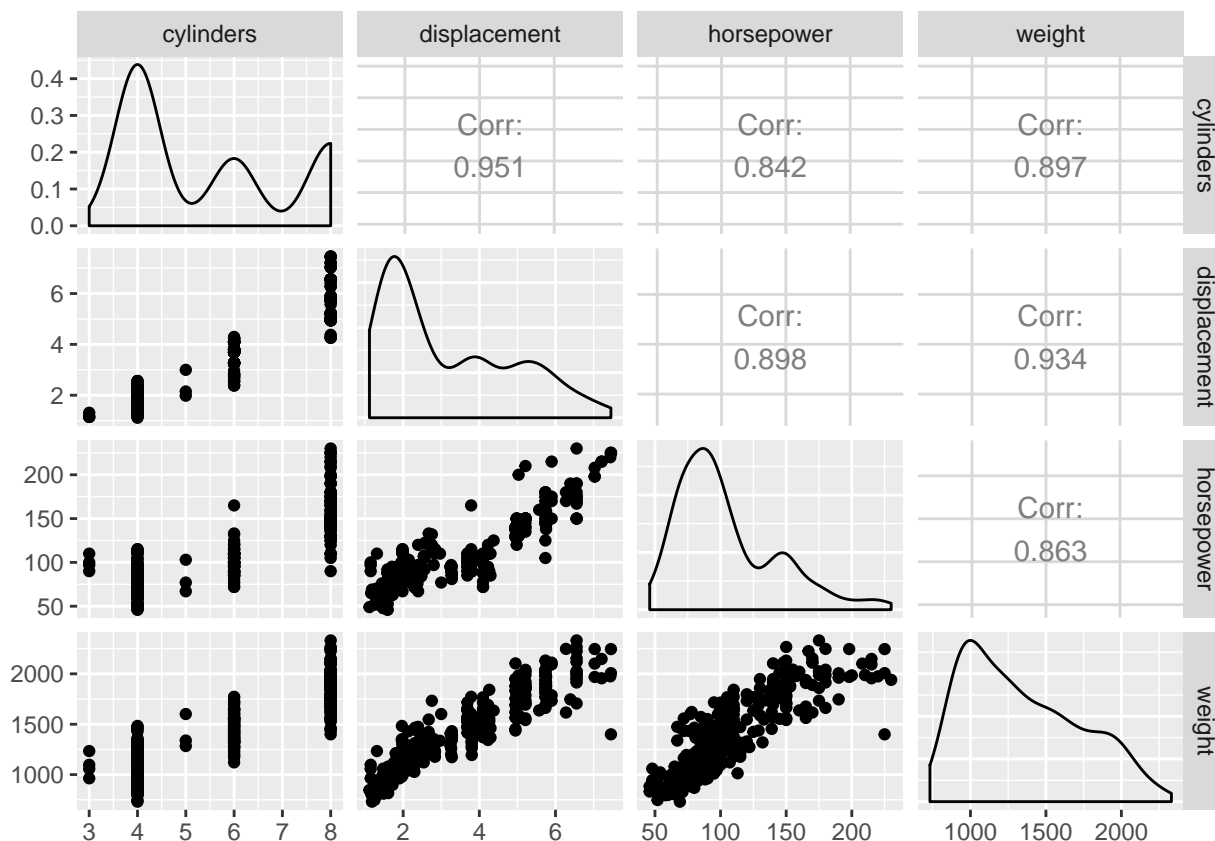 cylinders displacement horsepower weight
0.4
0.3
0.2
0.1
0.0
Corr:
0.951
Corr:
0.842
Corr:
0.897
cylinders
6
4
2
Corr:
0.898
Corr:
0.934
displacement
200
150
100
50
Corr:
0.863
horsepower
2000
1500
1000
weight
3 4 5 6 7 8 2 4 6 50 100 150 200 1000 1500 2000